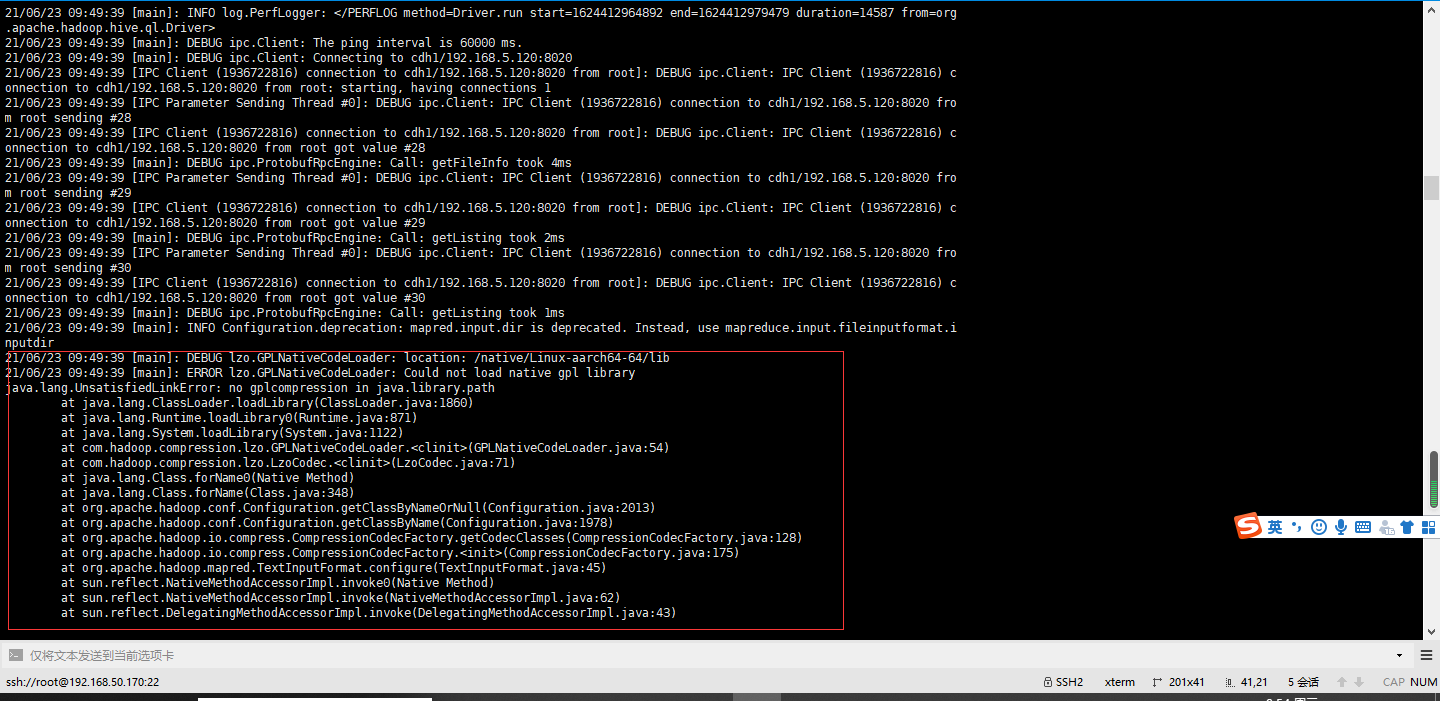 21/06/23 09:49:39 [main]: INFO log.PerfLogger: </PERFLOG method=Driver.run start=1624412964892 end=1624412979479 duration=14587 from=org
.apache.hadoop.hive.ql.Driver>
21/06/23 09:49:39 [main]: DEBUG ipc.Client: The ping interval is 60000 ms.
21/06/23 09:49:39 [main]: DEBUG ipc.Client: Connecting to cdh1/192.168.5.120:8020
21/06/23 09:49:39 [IPC Client (1936722816) connection to cdh1/192.168.5.120:8020 from root]: DEBUG ipc.Client: IPC Client (1936722816) c
onnection to cdh1/192.168.5.120:8020 from root: starting, having connections 1
21/06/23 09:49:39 [IPC Parameter Sending Thread #0]: DEBUG ipc.Client: IPC Client (1936722816) connection to cdh1/192.168.5.120:8020 fro
m root sending #28
21/06/23 09:49:39 [IPC Client (1936722816) connection to cdh1/192.168.5.120:8020 from root]: DEBUG ipc.Client: IPC Client (1936722816) c
onnection to cdh1/192.168.5.120:8020 from root got value #28
21/06/23 09:49:39 [main]: DEBUG ipc.ProtobufRpcEngine: Call: getFileInfo took 4ms
21/06/23 09:49:39 [IPC Parameter Sending Thread #0]: DEBUG ipc.Client: IPC Client (1936722816) connection to cdh1/192.168.5.120:8020 fro
m root sending #29
21/06/23 09:49:39 [IPC Client (1936722816) connection to cdh1/192.168.5.120:8020 from root]: DEBUG ipc.Client: IPC Client (1936722816) c
onnection to cdh1/192.168.5.120:8020 from root got value #29
21/06/23 09:49:39 [main]: DEBUG ipc.ProtobufRpcEngine: Call: getListing took 2ms
21/06/23 09:49:39 [IPC Parameter Sending Thread #0]: DEBUG ipc.Client: IPC Client (1936722816) connection to cdh1/192.168.5.120:8020 fro
m root sending #30
21/06/23 09:49:39 [IPC Client (1936722816) connection to cdh1/192.168.5.120:8020 from root]: DEBUG ipc.Client: IPC Client (1936722816) c
onnection to cdh1/192.168.5.120:8020 from root got value #30
21/06/23 09:49:39 [main]: DEBUG ipc.ProtobufRpcEngine: Call: getListing took 1ms
21/06/23 09:49:39 [main]: INFO Configuration.deprecation: mapred.input.dir is deprecated. Instead, use mapreduce.input.fileinputformat.i
nputdir
21/06/23 09:49:39 [main]: DEBUG lzo.GPLNativeCodeLoader: location: /native/Linux-aarch64-64/lib
21/06/23 09:49:39 [main]: ERROR lzo.GPLNativeCodeLoader: Could not load native gpl library
java.lang.UnsatisfiedLinkError: no gplcompression in java.library.path
at java.lang.ClassLoader.loadLibrary(ClassLoader.java:1860)
at java.lang.Runtime.loadLibrary0(Runtime.java:871)
at java.lang.System.loadLibrary(System.java:1122)
at com.hadoop.compression.lzo.GPLNativeCodeLoader.<clinit>(GPLNativeCodeLoader.java:54)
at com.hadoop.compression.lzo.LzoCodec.<clinit>(LzoCodec.java:71)
at java.lang.Class.forName0(Native Method)
at java.lang.Class.forName(Class.java:348)
at org.apache.hadoop.conf.Configuration.getClassByNameOrNull(Configuration.java:2013)
at org.apache.hadoop.conf.Configuration.getClassByName(Configuration.java:1978)
at org.apache.hadoop.io.compress.CompressionCodecFactory.getCodecClasses(CompressionCodecFactory.java:128)
at org.apache.hadoop.io.compress.CompressionCodecFactory.<init>(CompressionCodecFactory.java:175)
at org.apache.hadoop.mapred.TextInputFormat.configure(TextInputFormat.java:45)
at sun.reflect.NativeMethodAccessorImpl.invoke0(Native Method)
at sun.reflect.NativeMethodAccessorImpl.invoke(NativeMethodAccessorImpl.java:62)
at sun.reflect.DelegatingMethodAccessorImpl.invoke(DelegatingMethodAccessorImpl.java:43)
英
仅将文本发送到当前选项卡
ssh://root@192.168.50.170:22 SSH2 xterm 201x41 41,21 5 会话 CAP NUM